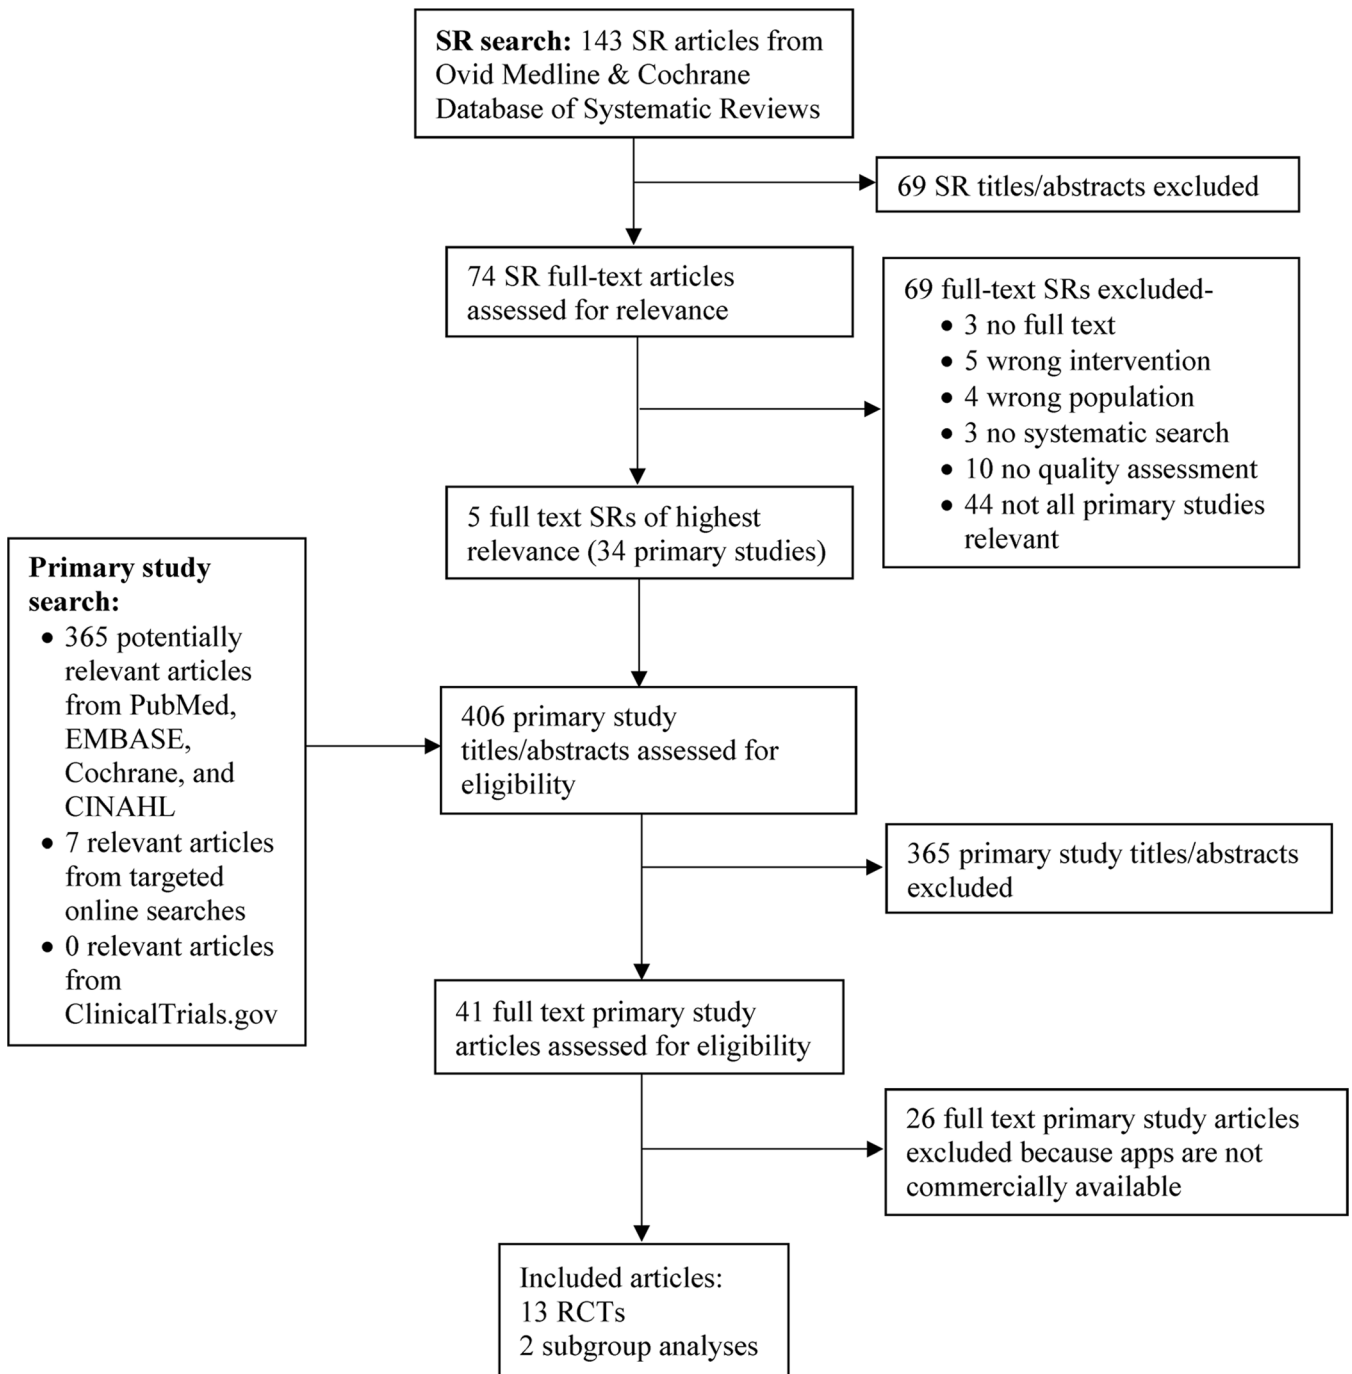 SR search: 143 SR articles from
Ovid Medline & Cochrane
Database of Systematic Reviews
69 SR titles/abstracts excluded
74 SR full-text articles
assessed for relevance
69 full-text SRs excluded-
• 3 no full text
• 5 wrong intervention
• 4 wrong population
• 3 no systematic search
• 10 no quality assessment
• 44 not all primary studies
relevant
5 full text SRs of highest
relevance (34 primary studies)
Primary study
search:
• 365 potentially
relevant articles
from PubMed,
EMBASE,
Cochrane, and
CINAHL
• 7 relevant articles
from targeted
online searches
• 0 relevant articles
from
ClinicalTrials.gov
406 primary study
titles/abstracts assessed for
eligibility
365 primary study titles/abstracts
excluded
41 full text primary study
articles assessed for eligibility
26 full text primary study articles
excluded because apps are not
commercially available
Included articles:
13 RCTs
2 subgroup analyses